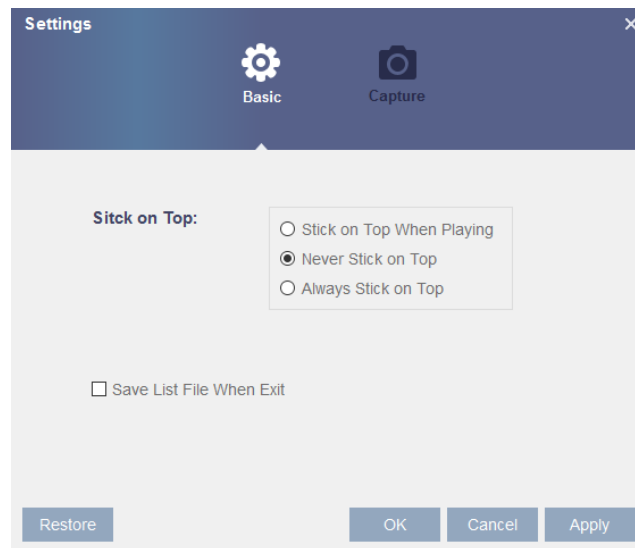 Settings
Basic
Capture
Sitck on Top:
Stick on Top When Playing
Never Stick on Top
Always Stick on Top
Save List File When Exit
Restore
OK
Cancel
Apply